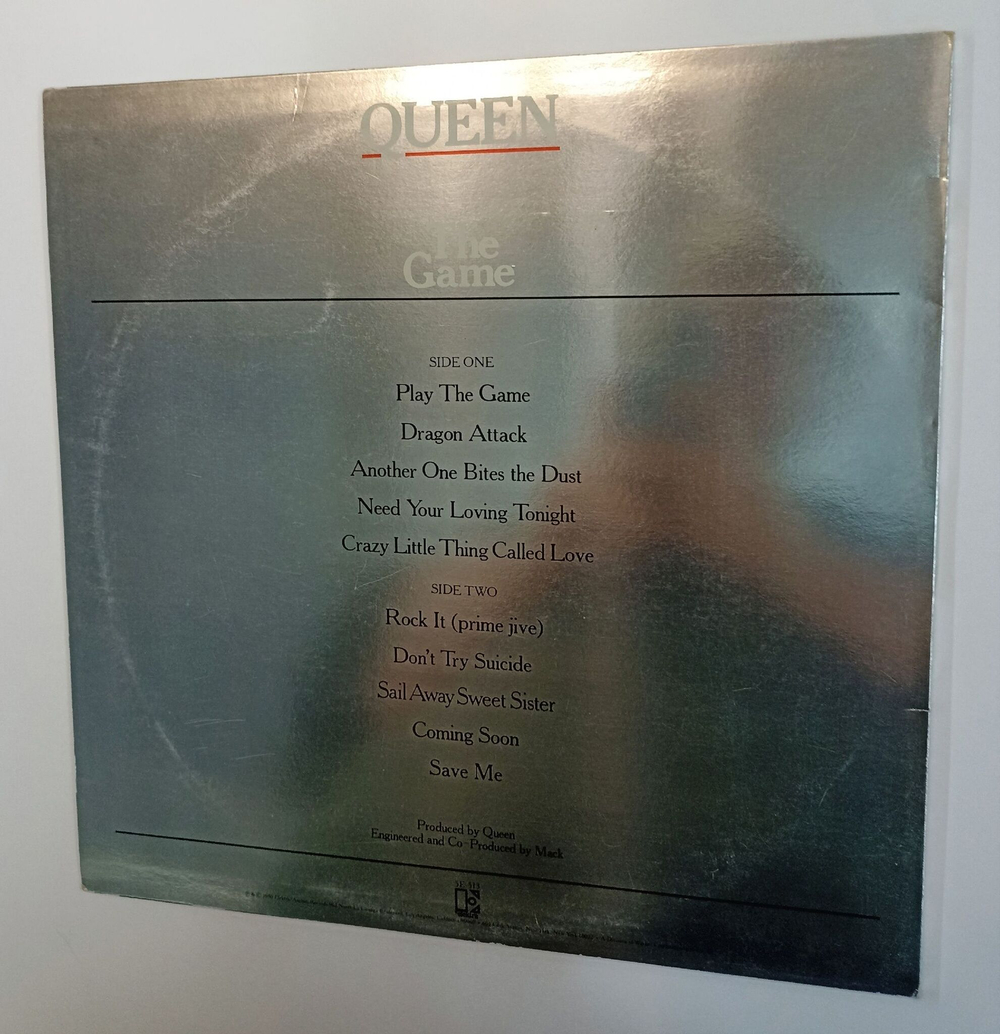 QUEEN
The
Game
SIDE ONE
Play The Game
Dragon Attack
Another One Bites the Dust
Need Your Loving Tonight
Crazy Little Thing Called Love
SIDE TWO
Rock It (prime jive)
Don't Try Suicide
Sail Away Sweet Sister
Coming Soon
Save Me
Produced by Queen
Engineered and Co-Produced by Mack